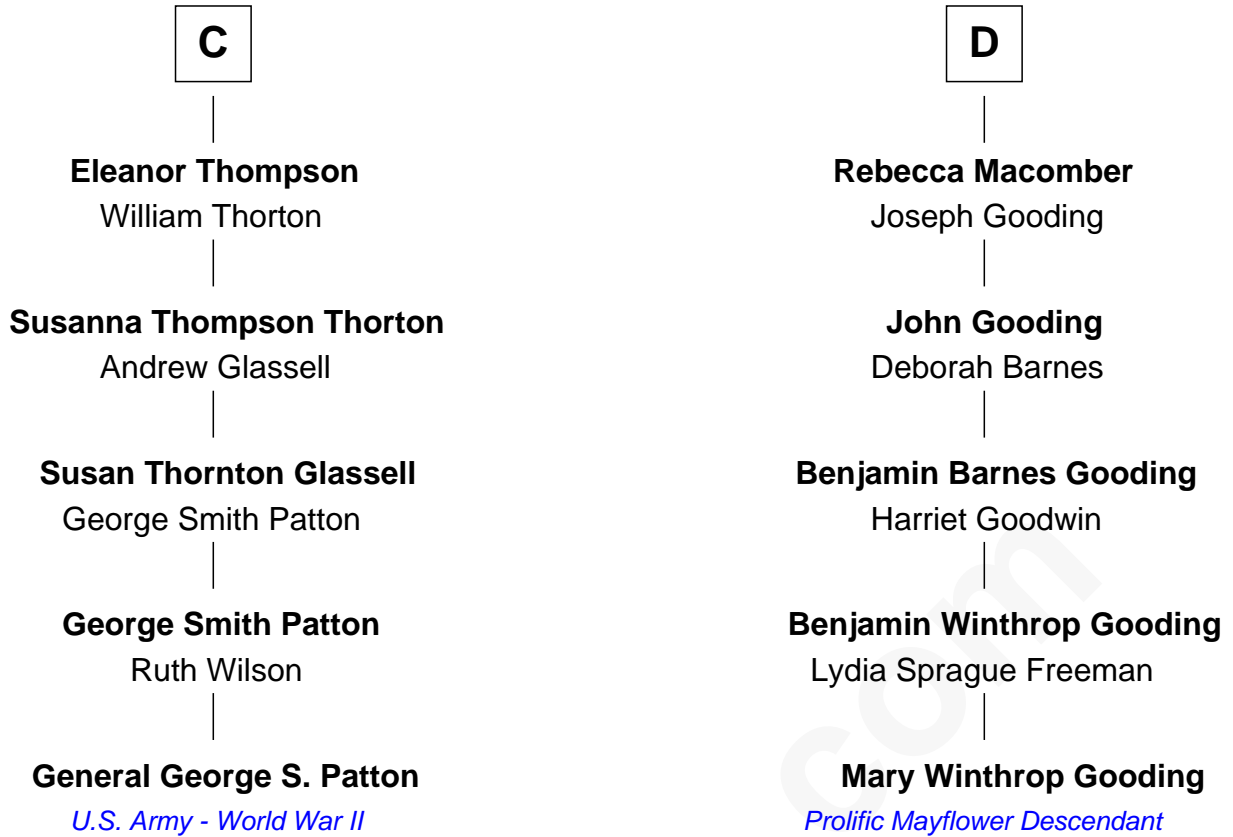 C
Eleanor Thompson
William Thorton
Susanna Thompson Thorton
Andrew Glassell
Susan Thornton Glassell
George Smith Patton
George Smith Patton
Ruth Wilson
General George S. Patton
U.S. Army - World War II
D
Rebecca Macomber
Joseph Gooding
John Gooding
Deborah Barnes
Benjamin Barnes Gooding
Harriet Goodwin
Benjamin Winthrop Gooding
Lydia Sprague Freeman
Mary Winthrop Gooding
Prolific Mayflower Descendant
com